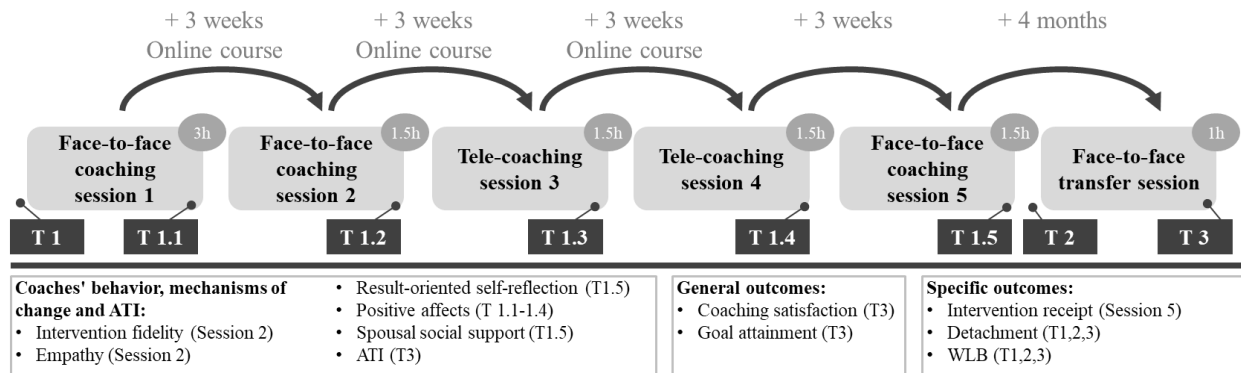 + 3 weeks
Online course
+ 3 weeks
Online course
+ 3 weeks
Online course
+ 3 weeks
+ 4 months
3h
Face-to-face
coaching
session 1
1.5h
Face-to-face
coaching
session 2
1.5h
Tele-coaching
session 3
1.5h
Tele-coaching
session 4
1.5h
Face-to-face
coaching
session 5
1h
Face-to-face
transfer session
T 1
T 1.1
T 1.2
T 1.3
T 1.4
T 1.5
T 2
T 3
Coaches' behavior, mechanisms of
change and ATI:
• Intervention fidelity (Session 2)
• Empathy (Session 2)
• Result-oriented self-reflection (T1.5)
• Positive affects (T 1.1-1.4)
• Spousal social support (T1.5)
• ATI (T3)
General outcomes:
• Coaching satisfaction (T3)
• Goal attainment (T3)
Specific outcomes:
• Intervention receipt (Session 5)
• Detachment (T1,2,3)
• WLB (T1,2,3)